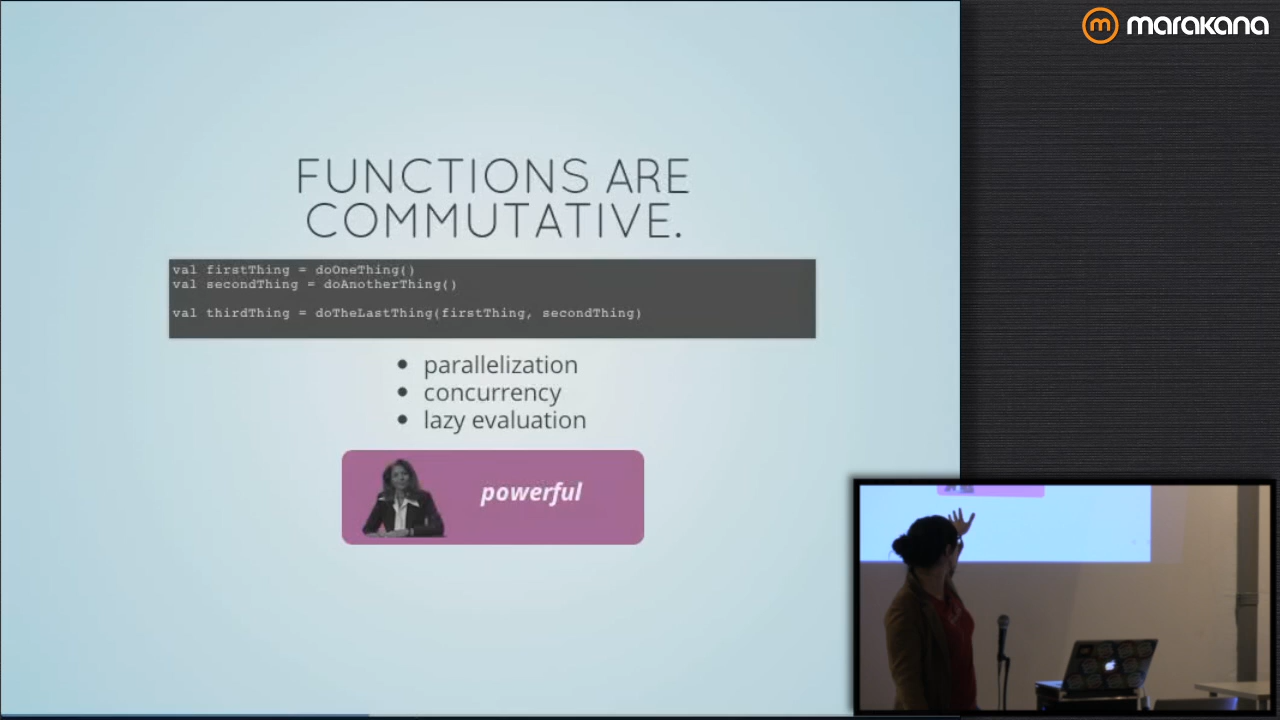 marakana
FUNCTIONS ARE
COMMUTATIVE.
val firstThing = doOneThing()
val secondThing = doAnotherThing()
val thirdThing = doTheLastThing(firstThing, secondThing)
• parallelization
• concurrency
• lazy evaluation
powerful